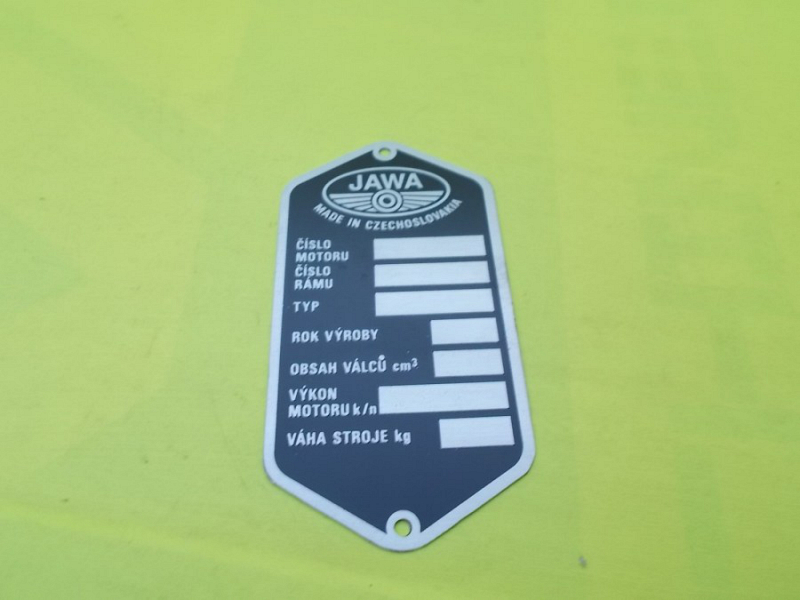 JAWA
MADE IN CZECHOSLOVAKIA
ČÍSLO
MOTORU
ČÍSLO
RÁMU
TYP
ROK VÝROBY
OBSAH VÁLCŮ cm³
VÝKON
MOTORU k/n
VÁHA STROJE kg